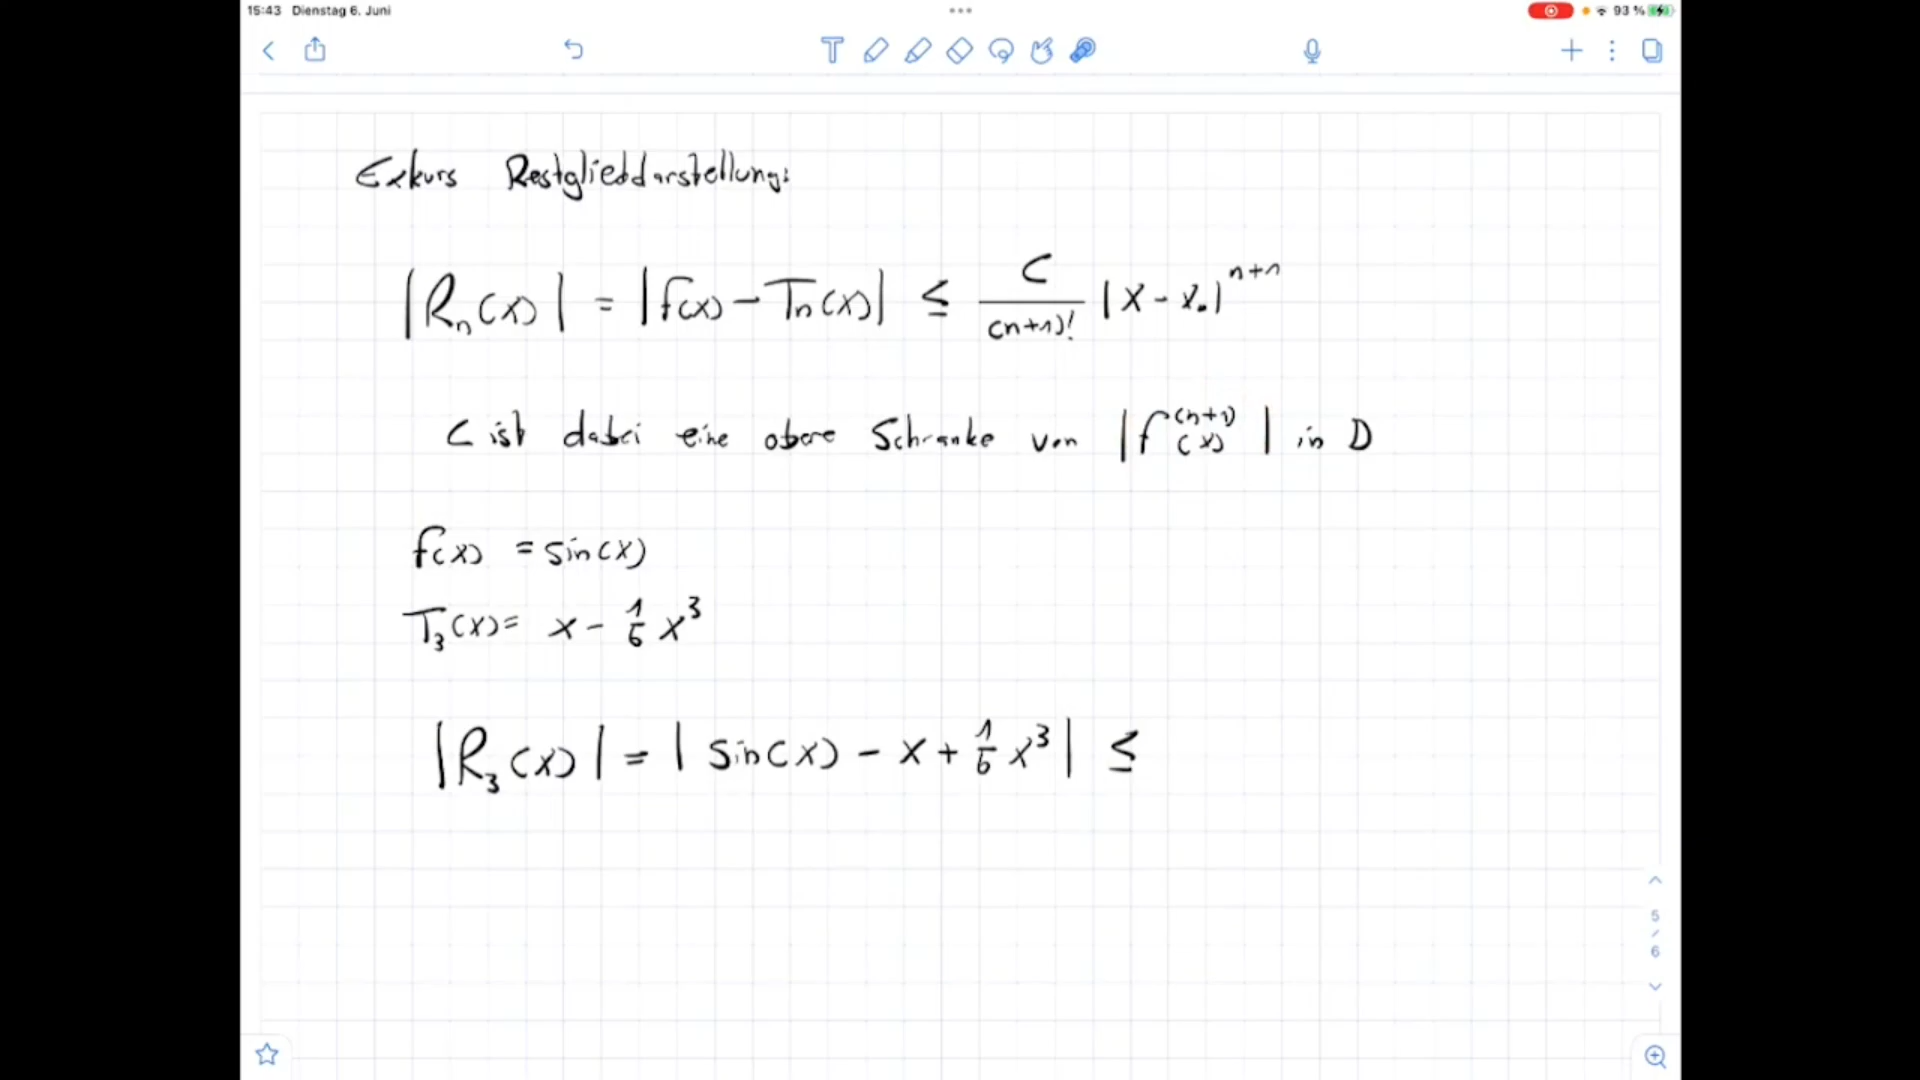 15:43 Dienstag 6. Juni 93 %
Exkurs Restglieddarstellung:
|Rₙ(x)| = |f(x) - Tₙ(x)| ≤ C/(n+1)! |x - x₀|ⁿ⁺¹
C ist dabei eine obere Schranke von |f⁽ⁿ⁺¹⁾(x)| in D
f(x) = sin(x)
T₃(x) = x - 1/6 x³
|R₃(x)| = | sin(x) - x + 1/6 x³| ≤
5
/
6